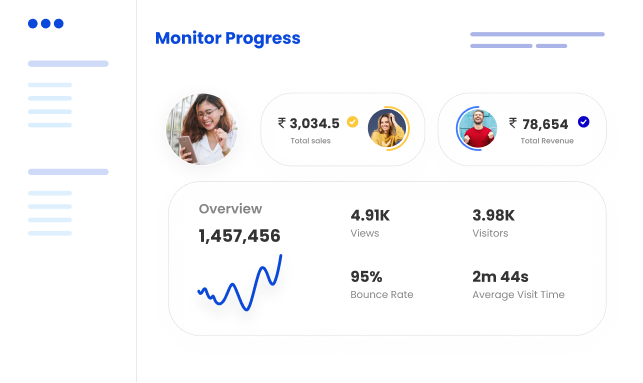 Monitor Progress
₹ 3,034.5
Total sales
₹ 78,654
Total Revenue
Overview
1,457,456
4.91K
Views
3.98K
Visitors
95%
Bounce Rate
2m 44s
Average Visit Time